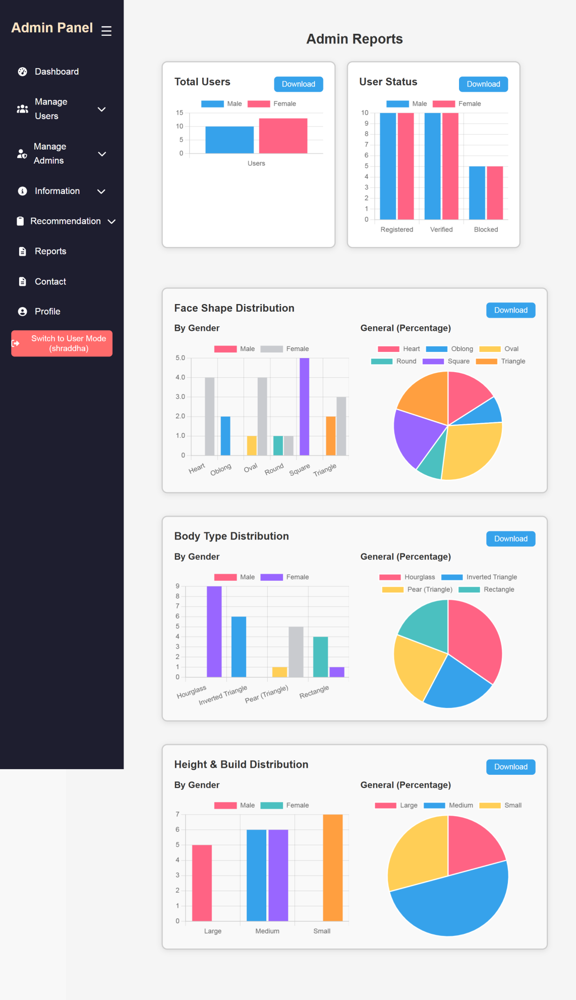 Admin Panel
Dashboard
Manage
Users
Manage
Admins
Information
Recommendation
Reports
Contact
Profile
Switch to User Mode
(shraddha)
Admin Reports
Total Users
Download
Male Female
15
10
5
0
Users
User Status
Download
Male Female
10
9
8
7
6
5
4
3
2
1
0
Registered Verified Blocked
Face Shape Distribution
Download
By Gender
Male Female
5.0
4.0
3.0
2.0
1.0
0
Heart Oblong Oval Round Square Triangle
General (Percentage)
Heart Oblong Oval
Round Square Triangle
Body Type Distribution
Download
By Gender
Male Female
9
8
7
6
5
4
3
2
1
0
Hourglass Inverted Triangle Pear (Triangle) Rectangle
General (Percentage)
Hourglass Inverted Triangle
Pear (Triangle) Rectangle
Height & Build Distribution
Download
By Gender
Male Female
7
6
5
4
3
2
1
0
Large Medium Small
General (Percentage)
Large Medium Small